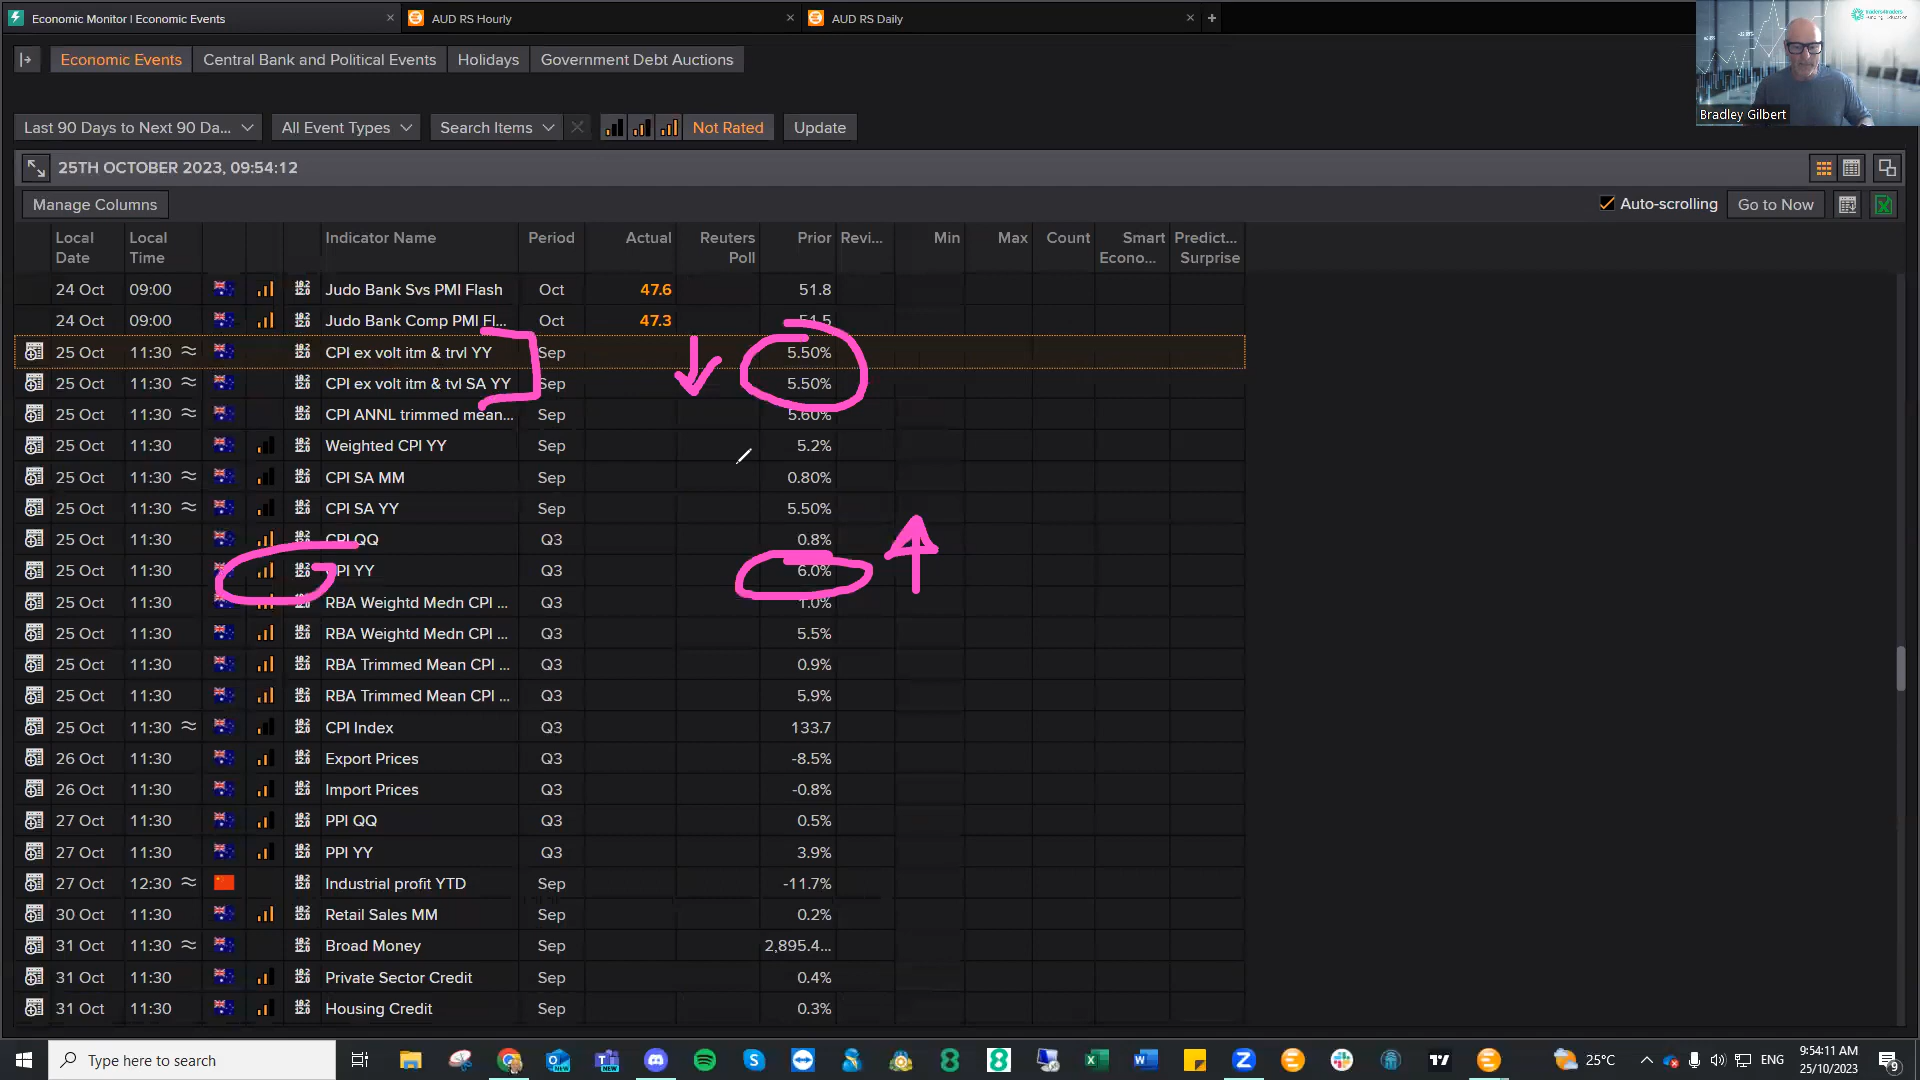 Economic Monitor | Economic Events
AUD RS Hourly
AUD RS Daily
Economic Events
Central Bank and Political Events
Holidays
Government Debt Auctions
Bradley Gilbert
Last 90 Days to Next 90 Da...
All Event Types
Search Items
Not Rated
Update
25TH OCTOBER 2023, 09:54:12
Manage Columns
Auto-scrolling
Go to Now
Local Date Local Time Indicator Name Period Actual Reuters Poll Prior Revi... Min Max Count Smart Econo... Predict... Surprise
24 Oct 09:00 Judo Bank Svs PMI Flash Oct 47.6 51.8
24 Oct 09:00 Judo Bank Comp PMI Fl... Oct 47.3 51.5
25 Oct 11:30 CPI ex volt itm & trvl YY Sep 5.50%
25 Oct 11:30 CPI ex volt itm & tvl SA YY Sep 5.50%
25 Oct 11:30 CPI ANNL trimmed mean... Sep 5.60%
25 Oct 11:30 Weighted CPI YY Sep 5.2%
25 Oct 11:30 CPI SA MM Sep 0.80%
25 Oct 11:30 CPI SA YY Sep 5.50%
25 Oct 11:30 CPI QQ Q3 0.8%
25 Oct 11:30 CPI YY Q3 6.0%
25 Oct 11:30 RBA Weightd Medn CPI ... Q3 1.0%
25 Oct 11:30 RBA Weightd Medn CPI ... Q3 5.5%
25 Oct 11:30 RBA Trimmed Mean CPI ... Q3 0.9%
25 Oct 11:30 RBA Trimmed Mean CPI ... Q3 5.9%
25 Oct 11:30 CPI Index Q3 133.7
26 Oct 11:30 Export Prices Q3 -8.5%
26 Oct 11:30 Import Prices Q3 -0.8%
27 Oct 11:30 PPI QQ Q3 0.5%
27 Oct 11:30 PPI YY Q3 3.9%
27 Oct 12:30 Industrial profit YTD Sep -11.7%
30 Oct 11:30 Retail Sales MM Sep 0.2%
31 Oct 11:30 Broad Money Sep 2,895.4...
31 Oct 11:30 Private Sector Credit Sep 0.4%
31 Oct 11:30 Housing Credit Sep 0.3%
Type here to search
25°C
ENG
9:54:11 AM
25/10/2023
9